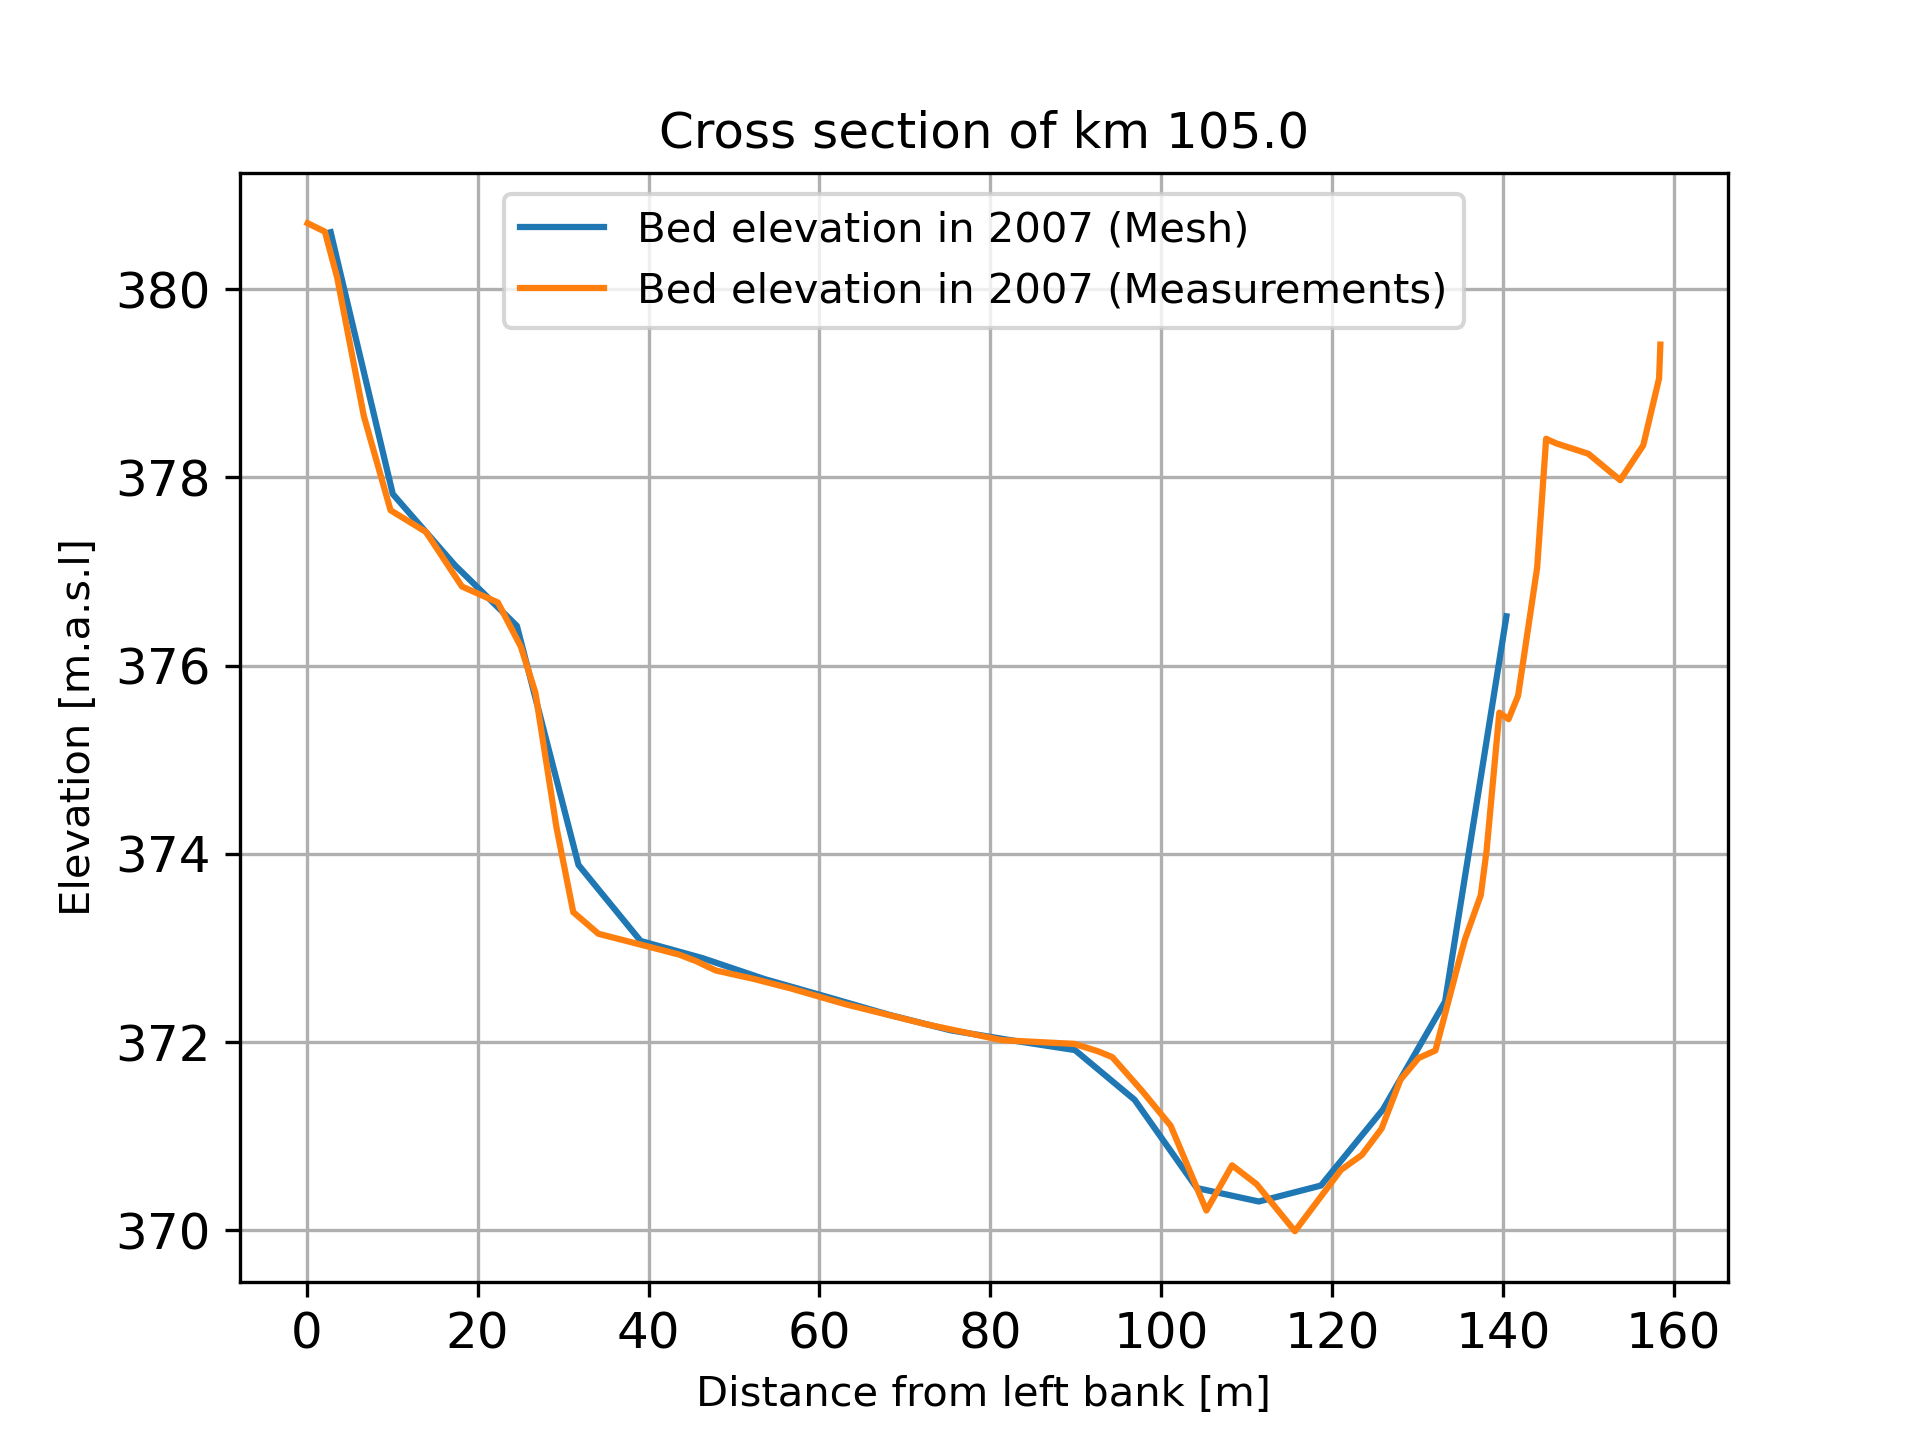 Cross section of km 105.0
Bed elevation in 2007 (Mesh)
Bed elevation in 2007 (Measurements)
380
378
376
374
372
370
Elevation [m.a.s.l]
0 20 40 60 80 100 120 140 160
Distance from left bank [m]